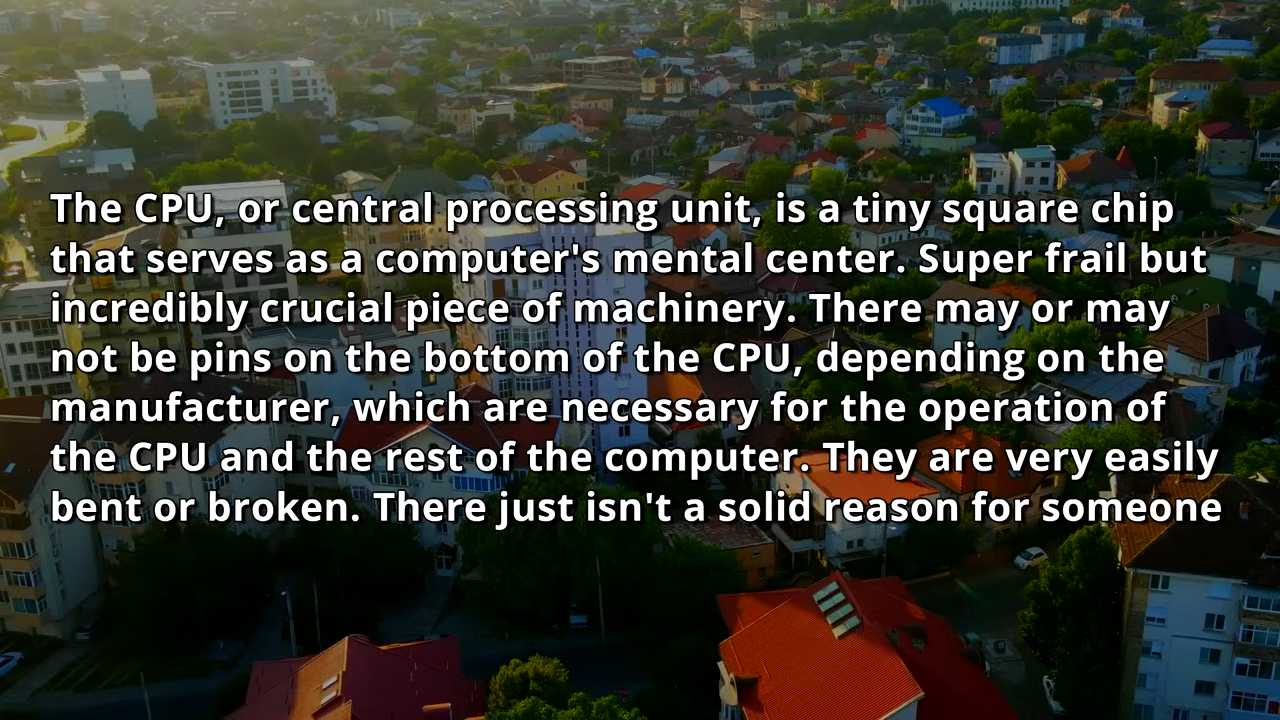 The CPU, or central processing unit, is a tiny square chip
that serves as a computer's mental center. Super frail but
incredibly crucial piece of machinery. There may or may
not be pins on the bottom of the CPU, depending on the
manufacturer, which are necessary for the operation of
the CPU and the rest of the computer. They are very easily
bent or broken. There just isn't a solid reason for someone